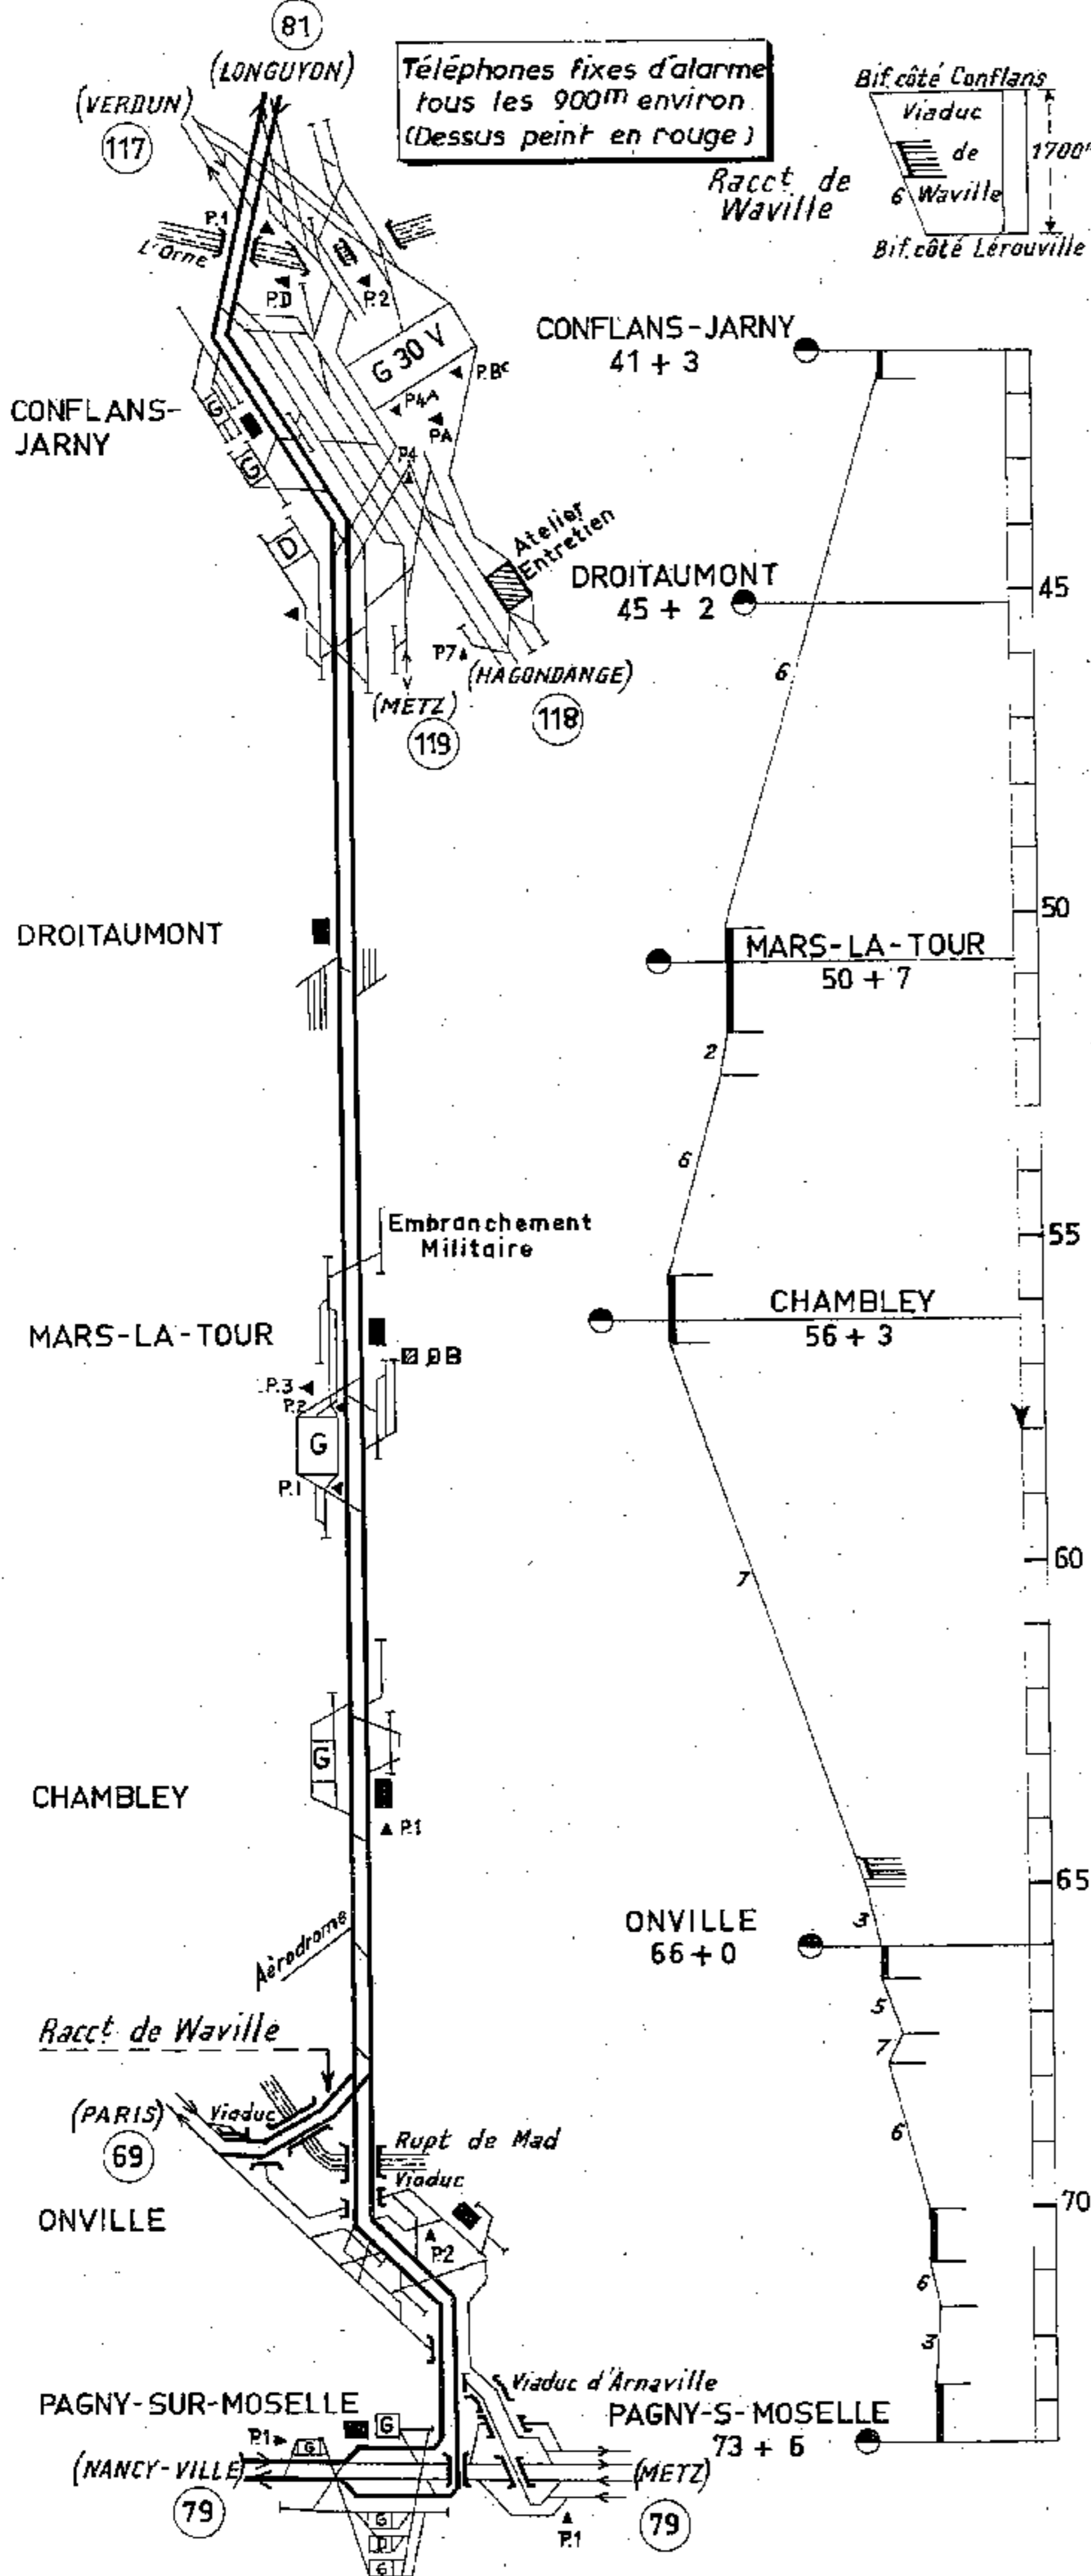 81
(LONGUYON)
(VERDUN)
117
Téléphones fixes d'alarme
tous les 900m environ
(Dessus peint en rouge)
Bif. côté Conflans
Viaduc
de
6 Waville
1700m
Bif. côté Lérouville
Racct de
Waville
P.1
L'Orne
P.D
P.2
G 30 V
P.Bc
P4A
PA
P4
CONFLANS-
JARNY
G
G
D
Atelier
Entretien
P7
(HAGONDANGE)
118
(METZ)
119
CONFLANS-JARNY
41 + 3
DROITAUMONT
45 + 2
45
6
DROITAUMONT
50
MARS-LA-TOUR
50 + 7
2
6
Embranchement
Militaire
55
MARS-LA-TOUR
ØB
P.3
P.2
G
P.1
CHAMBLEY
56 + 3
60
7
G
CHAMBLEY
P.1
65
3
Aérodrome
ONVILLE
66 + 0
5
7
6
Racct de Waville
(PARIS)
69
Viaduc
Rupt de Mad
Viaduc
ONVILLE
P.2
70
6
3
Viaduc d'Arnaville
PAGNY-SUR-MOSELLE
G
P.1
G
PAGNY-S-MOSELLE
73 + 6
(NANCY-VILLE)
79
(METZ)
79
P.1
G
D
G